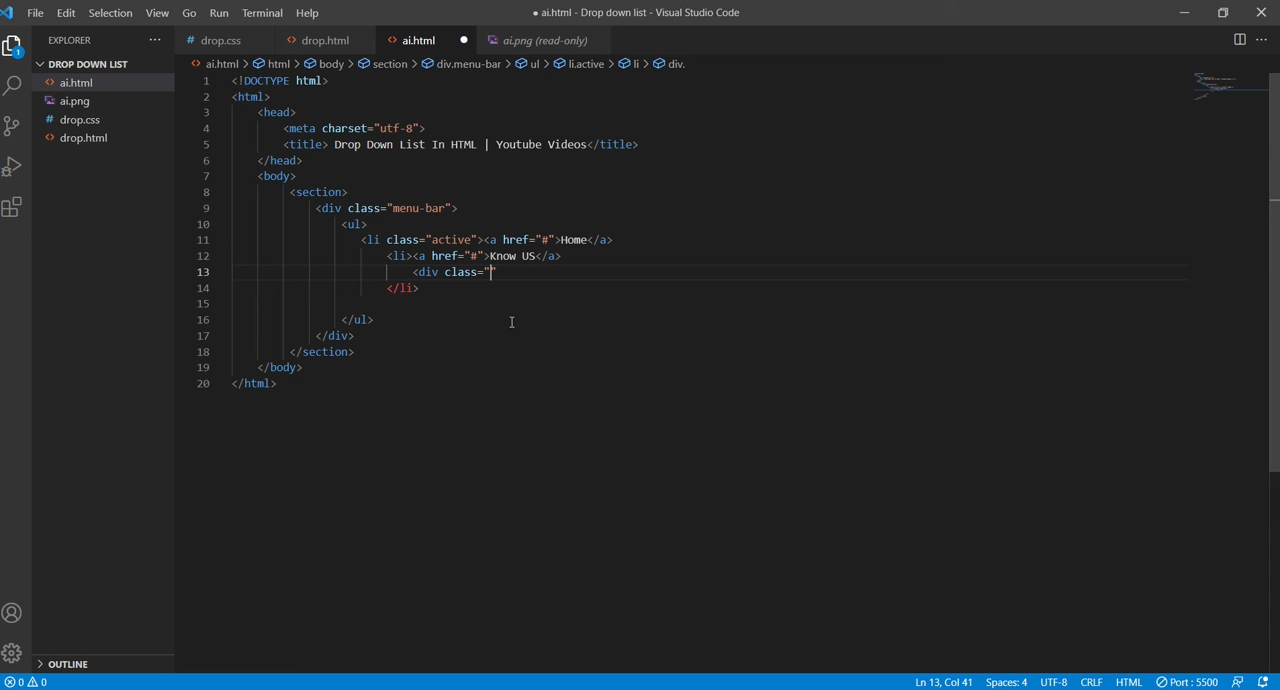 File Edit Selection View Go Run Terminal Help ● ai.html - Drop down list - Visual Studio Code
EXPLORER ···
# drop.css <> drop.html <> ai.html ● ai.png (read-only)
DROP DOWN LIST
ai.html > html > body > section > div.menu-bar > ul > li.active > li > div.
<> ai.html
ai.png
# drop.css
<> drop.html
1 <!DOCTYPE html>
2 <html>
3 <head>
4 <meta charset="utf-8">
5 <title> Drop Down List In HTML | Youtube Videos</title>
6 </head>
7 <body>
8 <section>
9 <div class="menu-bar">
10 <ul>
11 <li class="active"><a href="#">Home</a>
12 <li><a href="#">Know US</a>
13 <div class=""
14 </li>
15
16 </ul>
17 </div>
18 </section>
19 </body>
20 </html>
1
OUTLINE
0 0 Ln 13, Col 41 Spaces: 4 UTF-8 CRLF HTML Port : 5500